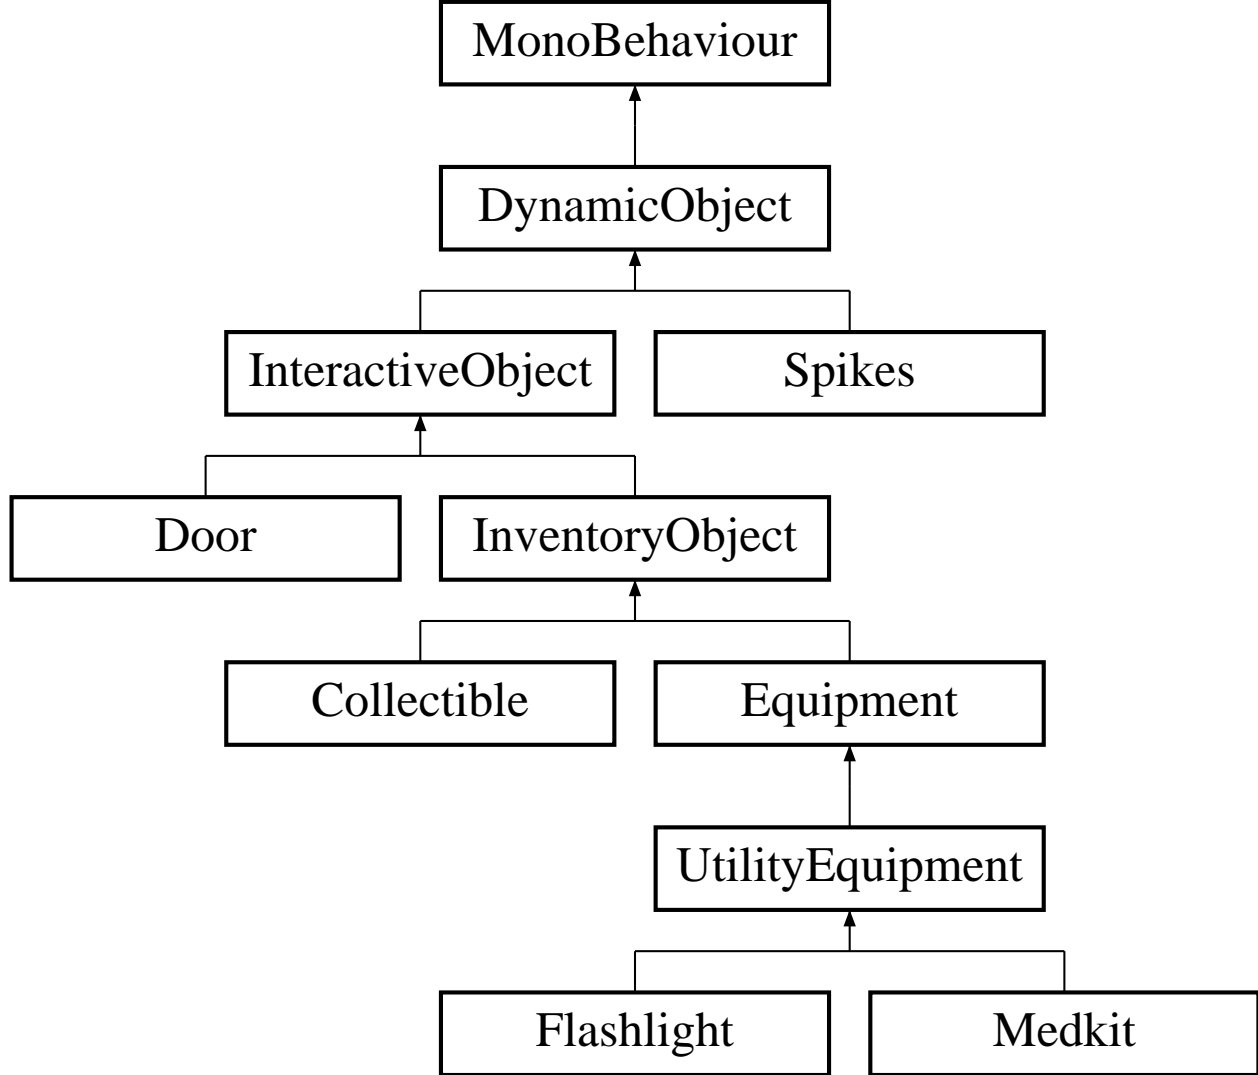 MonoBehaviour
DynamicObject
InteractiveObject
Spikes
Door
InventoryObject
Collectible
Equipment
UtilityEquipment
Flashlight
Medkit